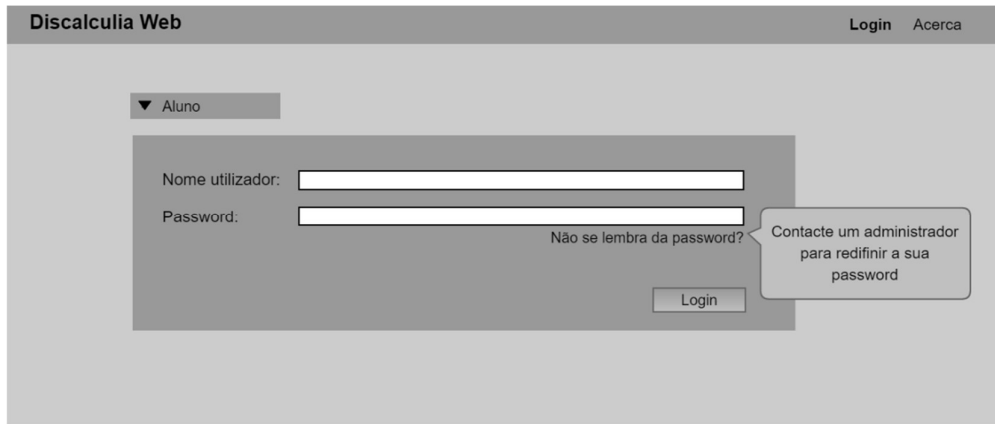 Discalculia Web
Login Acerca
Aluno
Nome utilizador:
Password:
Não se lembra da password?
Contacte um administrador
para redifinir a sua
password
Login